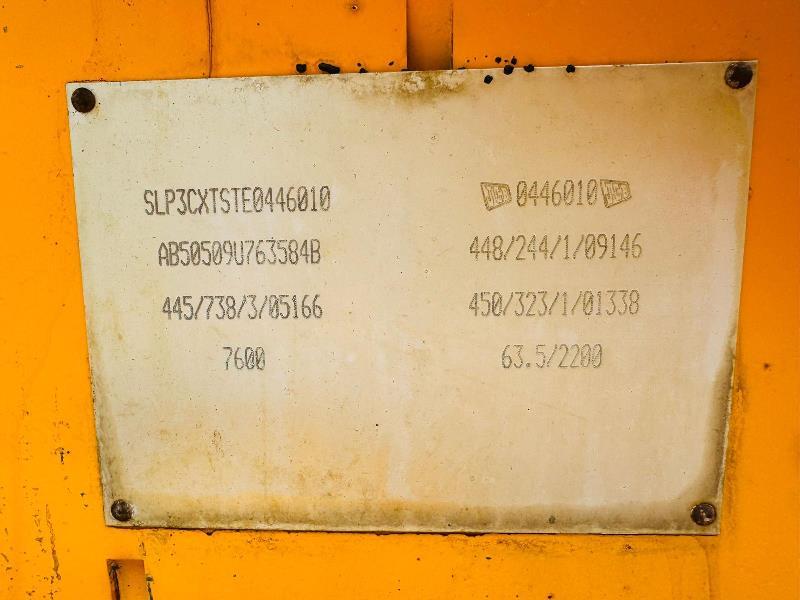 SLP3CXTSTE0446010
JCB 0446010 JCB
AB50509U763584B
448/244/1/09146
445/738/3/05166
450/323/1/01338
7600
63.5/2200